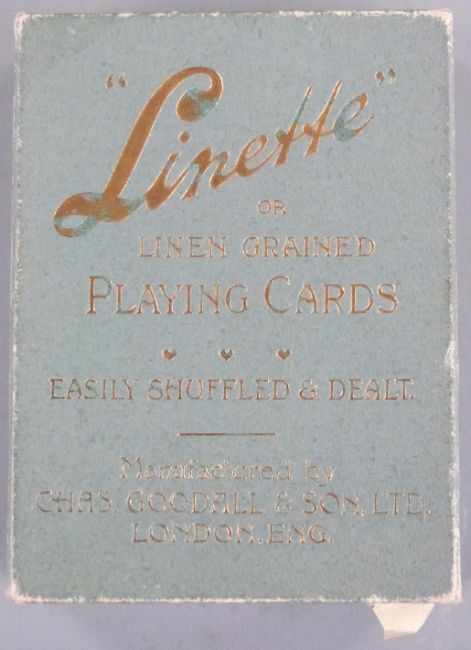 "Linette"
OR
LINEN GRAINED
PLAYING CARDS
EASILY SHUFFLED & DEALT.
Manufactured by
CHAS. GOODALL & SON, LTD.
LONDON, ENG.